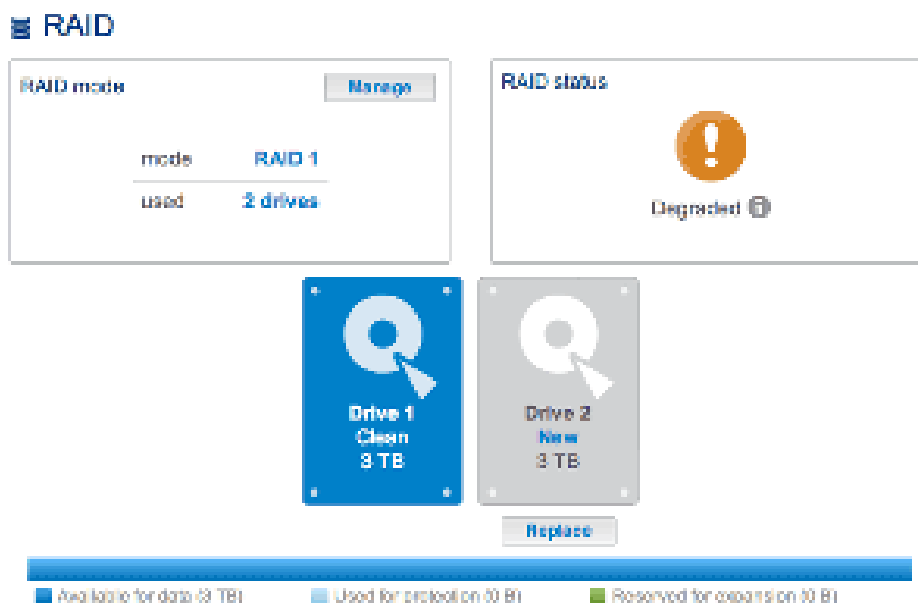 RAID
RAID mode
Manage
mode RAID 1
used 2 drives
RAID status
Degraded
Drive 1
Clean
3 TB
Drive 2
New
3 TB
Replace
Available for data (3 TB)
Used for protection (0 B)
Reserved for expansion (0 B)